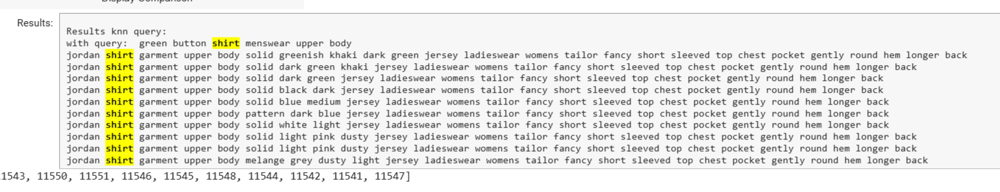 Display Comparison
Results:
Results knn query:
with query:  green button shirt menswear upper body
jordan shirt garment upper body solid greenish khaki dark green jersey ladieswear womens tailor fancy short sleeved top chest pocket gently round hem longer back
jordan shirt garment upper body solid dark green khaki jersey ladieswear womens tailor fancy short sleeved top chest pocket gently round hem longer back
jordan shirt garment upper body solid dark green jersey ladieswear womens tailor fancy short sleeved top chest pocket gently round hem longer back
jordan shirt garment upper body solid black dark jersey ladieswear womens tailor fancy short sleeved top chest pocket gently round hem longer back
jordan shirt garment upper body solid blue medium jersey ladieswear womens tailor fancy short sleeved top chest pocket gently round hem longer back
jordan shirt garment upper body pattern dark blue jersey ladieswear womens tailor fancy short sleeved top chest pocket gently round hem longer back
jordan shirt garment upper body solid white light jersey ladieswear womens tailor fancy short sleeved top chest pocket gently round hem longer back
jordan shirt garment upper body solid light pink dusty jersey ladieswear womens tailor fancy short sleeved top chest pocket gently round hem longer back
jordan shirt garment upper body solid light pink dusty jersey ladieswear womens tailor fancy short sleeved top chest pocket gently round hem longer back
jordan shirt garment upper body melange grey dusty light jersey ladieswear womens tailor fancy short sleeved top chest pocket gently round hem longer back
11543, 11550, 11551, 11546, 11545, 11548, 11544, 11542, 11541, 11547]